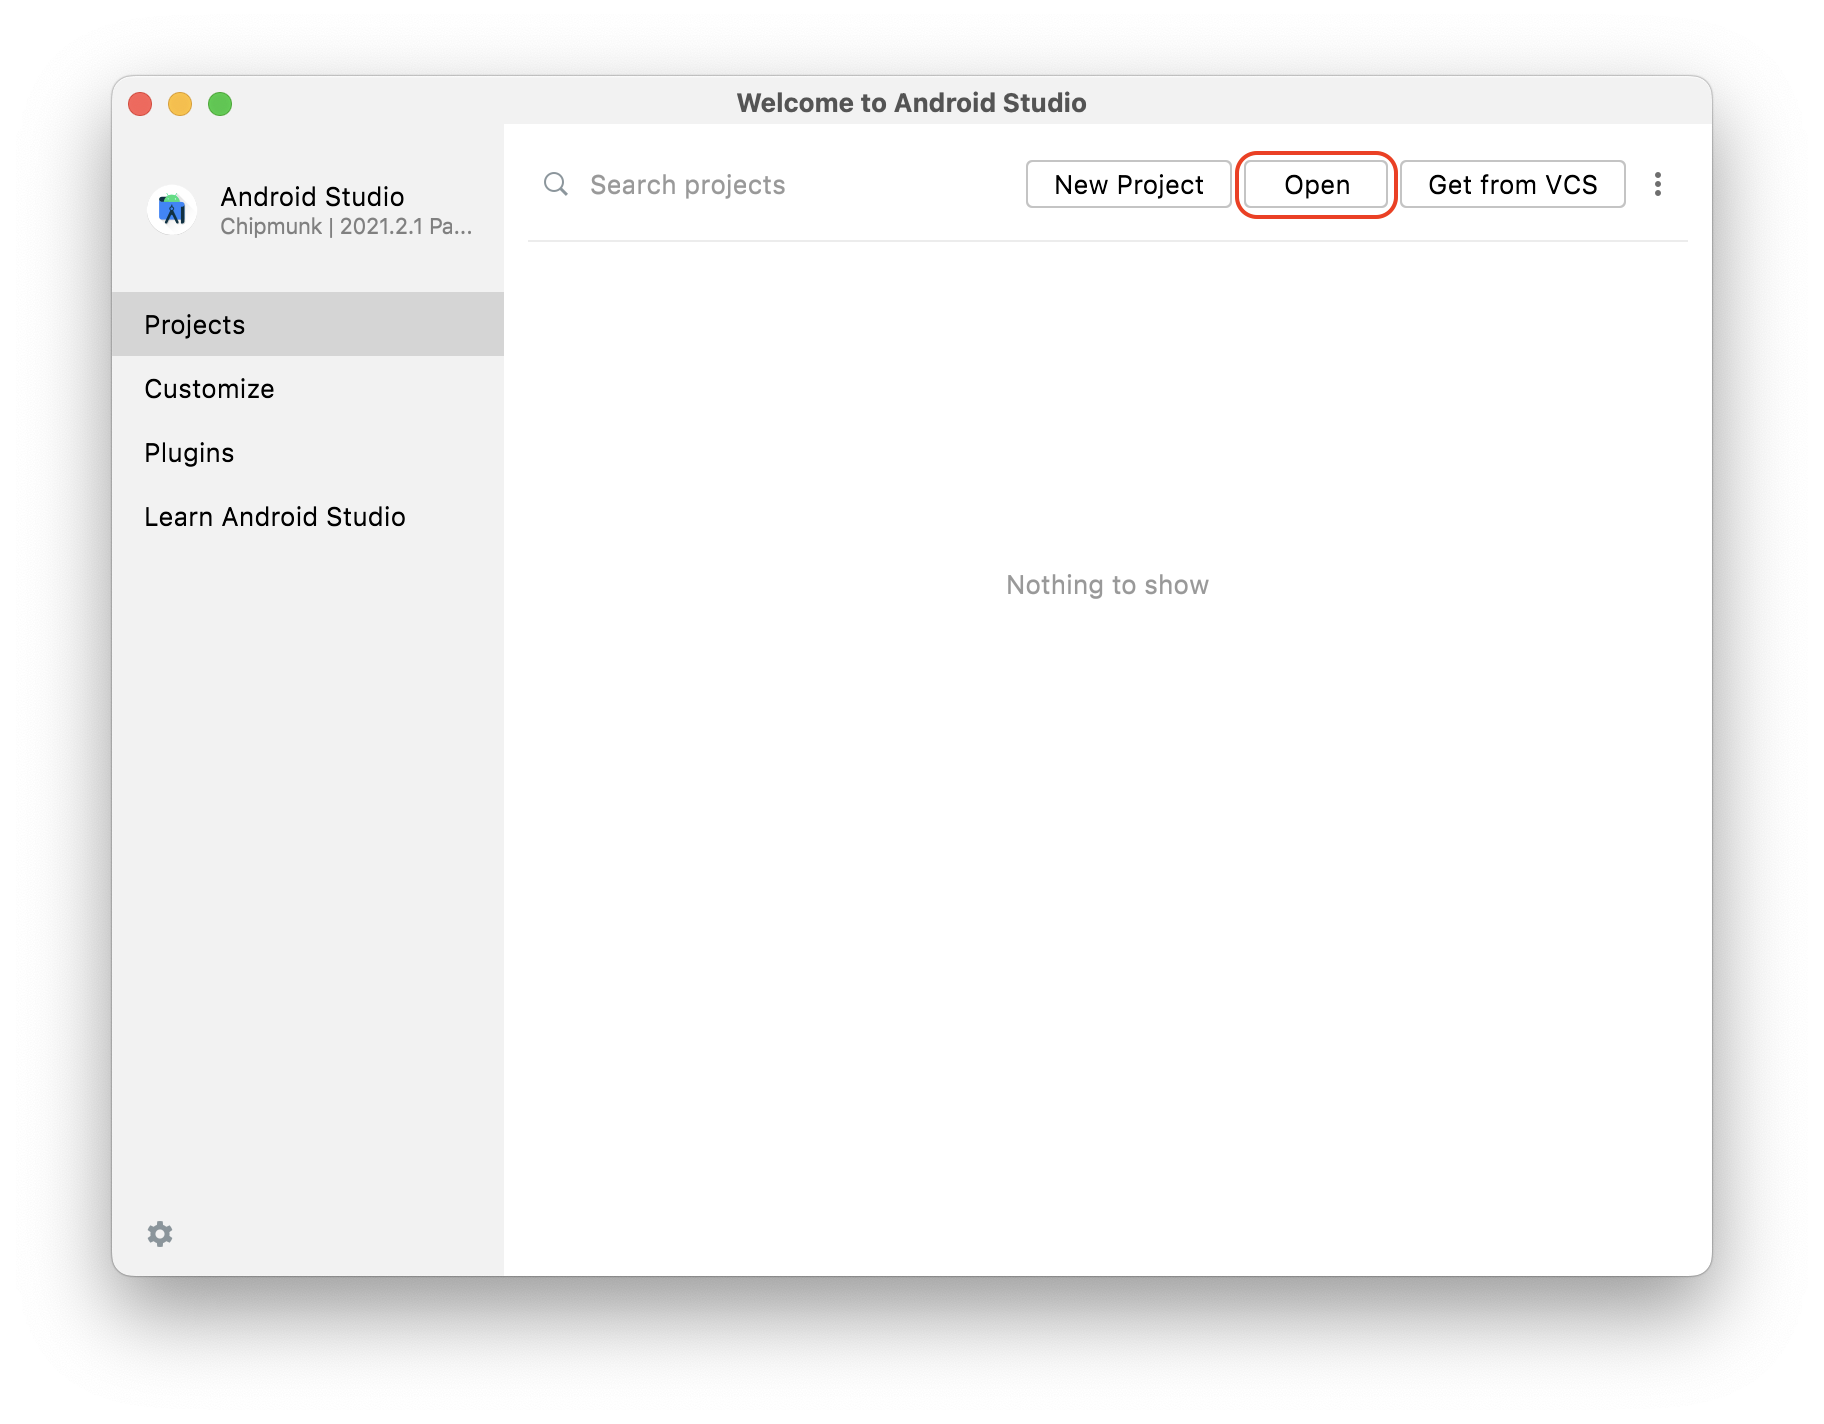 Welcome to Android Studio
Android Studio
Chipmunk | 2021.2.1 Pa...
Projects
Customize
Plugins
Learn Android Studio
Search projects
New Project
Open
Get from VCS
Nothing to show